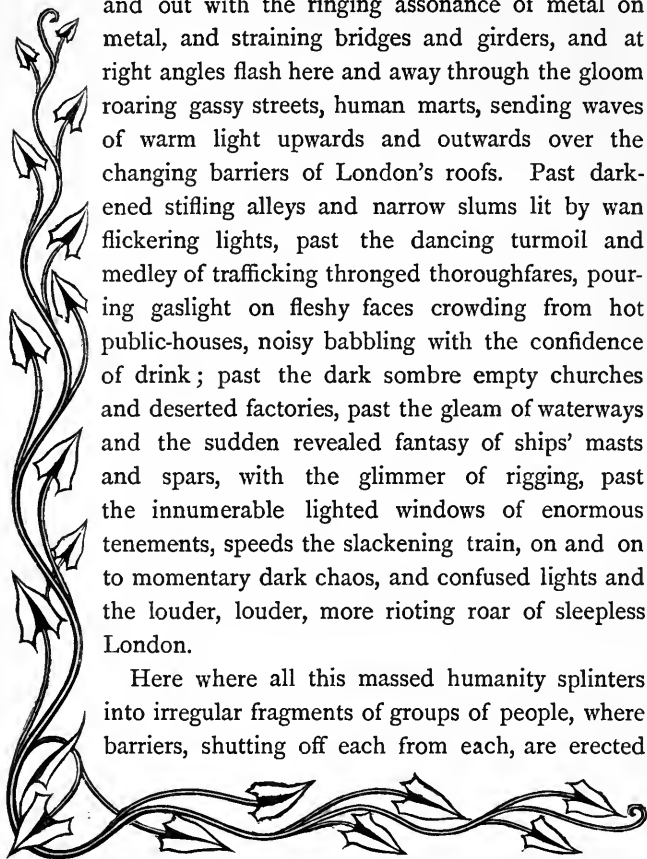 and out with the ringing assonance of metal on
metal, and straining bridges and girders, and at
right angles flash here and away through the gloom
roaring gassy streets, human marts, sending waves
of warm light upwards and outwards over the
changing barriers of London's roofs. Past dark-
ened stifling alleys and narrow slums lit by wan
flickering lights, past the dancing turmoil and
medley of trafficking thronged thoroughfares, pour-
ing gaslight on fleshy faces crowding from hot
public-houses, noisy babbling with the confidence
of drink; past the dark sombre empty churches
and deserted factories, past the gleam of waterways
and the sudden revealed fantasy of ships' masts
and spars, with the glimmer of rigging, past
the innumerable lighted windows of enormous
tenements, speeds the slackening train, on and on
to momentary dark chaos, and confused lights and
the louder, louder, more rioting roar of sleepless
London.
Here where all this massed humanity splinters
into irregular fragments of groups of people, where
barriers, shutting off each from each, are erected